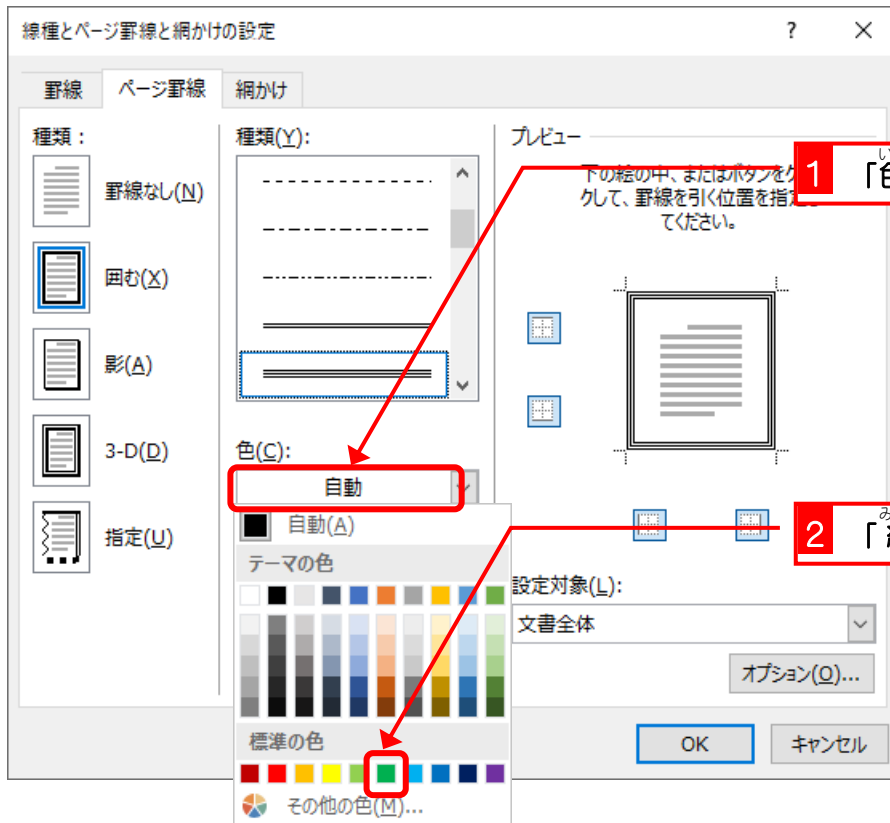 線種とページ罫線と網かけの設定
?
×
罫線
ページ罫線
網かけ
種類:
罫線なし(N)
囲む(X)
影(A)
3-D(D)
指定(U)
種類(Y):
色(C):
自動
自動(A)
テーマの色
標準の色
その他の色(M)...
プレビュー
下の絵の中、またはボタンを
クして、罫線を引く位置を指定
てください。
1
2
設定対象(L):
文書全体
オプション(O)...
OK
キャンセル